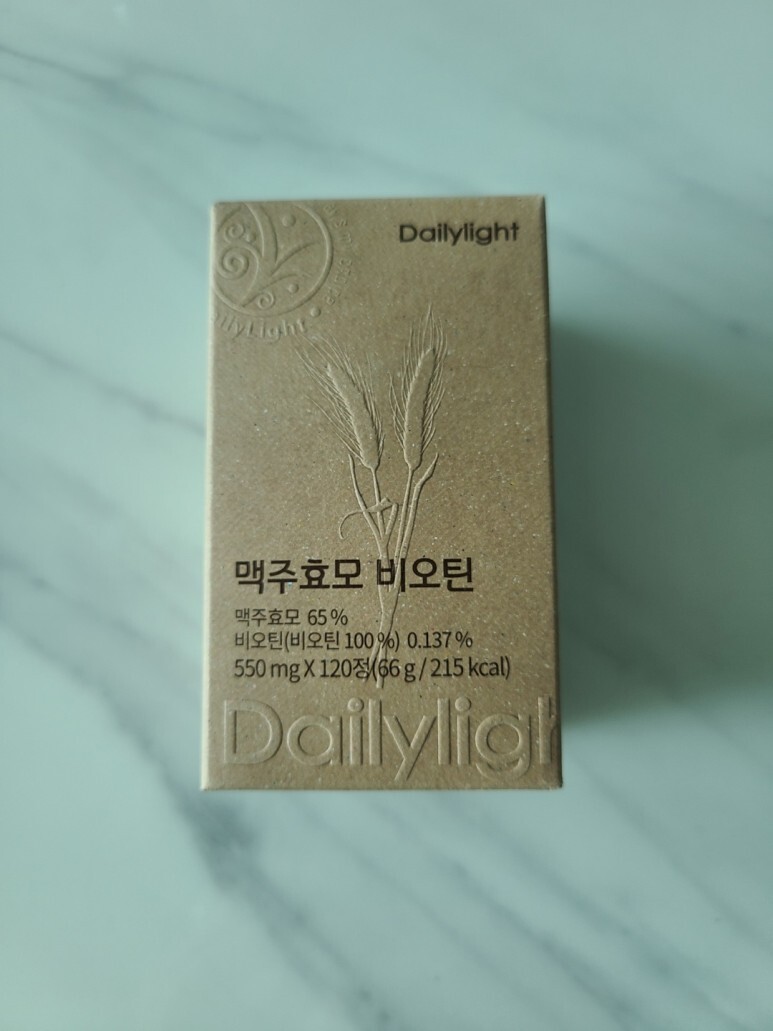 Dailylight
DailyLight
맥주효모 비오틴
맥주효모 65%
비오틴(비오틴 100%) 0.137%
550 mg X 120정(66 g / 215 kcal)
Dailyligh